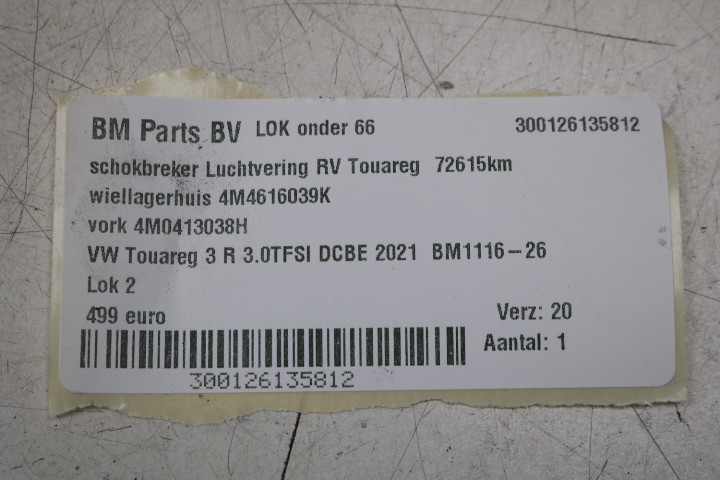 BM Parts BV LOK onder 66 300126135812
schokbreker Luchtvering RV Touareg 72615km
wiellagerhuis 4M4616039K
vork 4M0413038H
VW Touareg 3 R 3.0TFSI DCBE 2021 BM1116-26
Lok 2
499 euro Verz: 20
Aantal: 1
300126135812